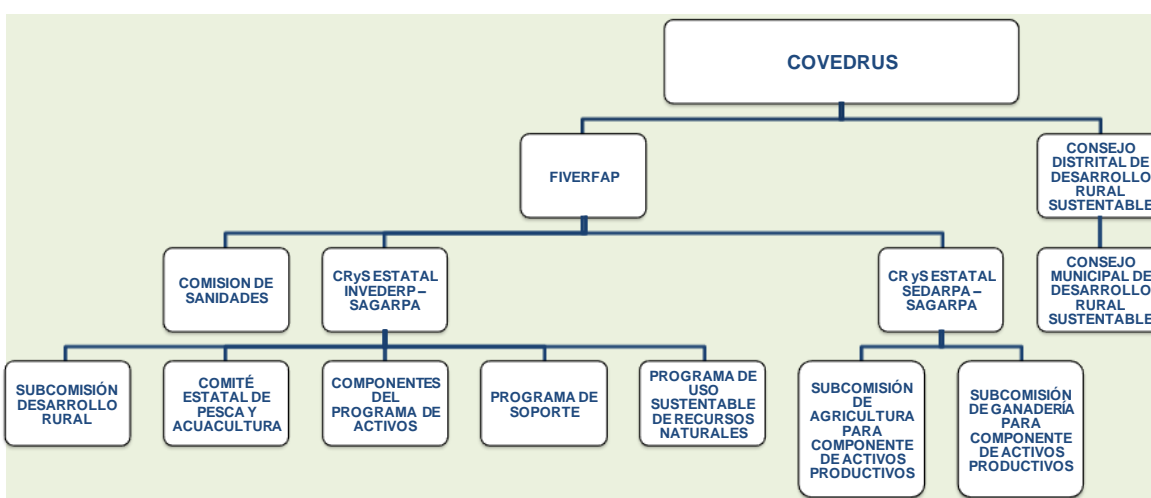 COVEDRUS
FIVERFAP
CONSEJO
DISTRITAL DE
DESARROLLO
RURAL
SUSTENTABLE
COMISION DE
SANIDADES
CRyS ESTATAL
INVEDERP –
SAGARPA
CR yS ESTATAL
SEDARPA –
SAGARPA
CONSEJO
MUNICIPAL DE
DESARROLLO
RURAL
SUSTENTABLE
SUBCOMISIÓN
DESARROLLO
RURAL
COMITÉ
ESTATAL DE
PESCA Y
ACUACULTURA
COMPONENTES
DEL
PROGRAMA DE
ACTIVOS
PROGRAMA DE
SOPORTE
PROGRAMA DE
USO
SUSTENTABLE
DE RECURSOS
NATURALES
SUBCOMISIÓN
DE
AGRICULTURA
PARA
COMPONENTE
DE ACTIVOS
PRODUCTIVOS
SUBCOMISIÓN
DE GANADERÍA
PARA
COMPONENTE
DE ACTIVOS
PRODUCTIVOS